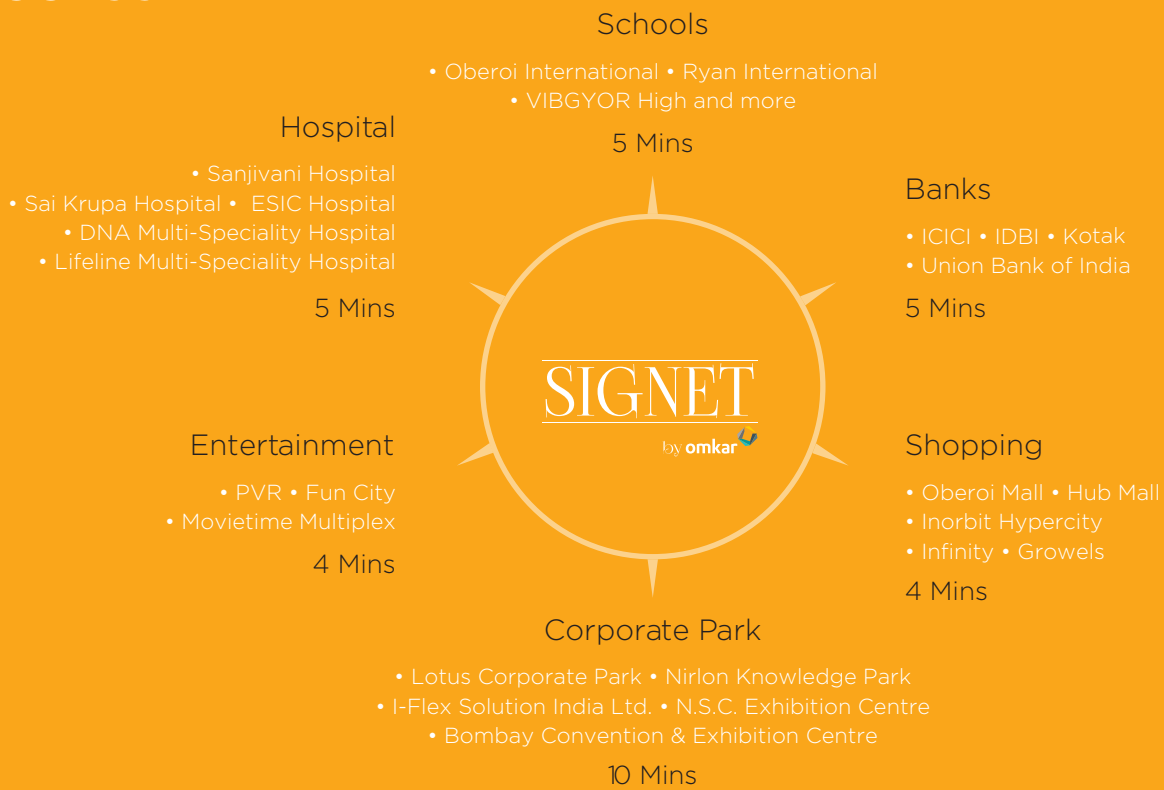 Schools
• Oberoi International • Ryan International
• VIBGYOR High and more
5 Mins
Hospital
• Sanjivani Hospital
• Sai Krupa Hospital • ESIC Hospital
• DNA Multi-Speciality Hospital
• Lifeline Multi-Speciality Hospital
5 Mins
Banks
• ICICI • IDBI • Kotak
• Union Bank of India
5 Mins
SIGNET
by omkar
Entertainment
• PVR • Fun City
• Movietime Multiplex
4 Mins
Shopping
• Oberoi Mall • Hub Mall
• Inorbit Hypercity
• Infinity • Growels
4 Mins
Corporate Park
• Lotus Corporate Park • Nirlon Knowledge Park
• I-Flex Solution India Ltd. • N.S.C. Exhibition Centre
• Bombay Convention & Exhibition Centre
10 Mins